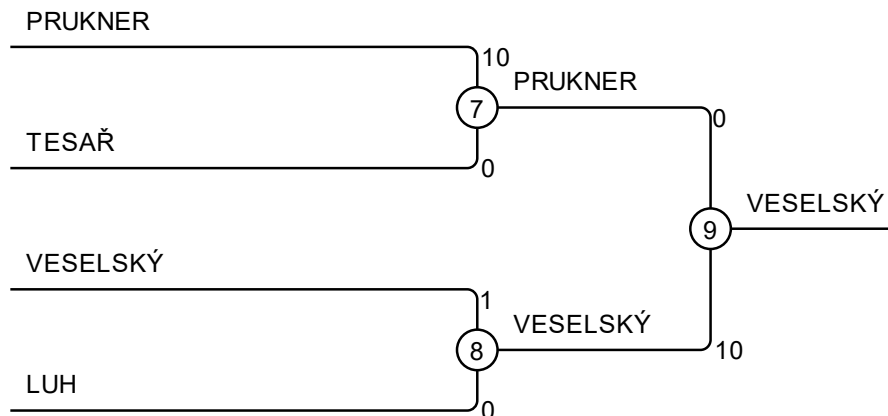 PRUKNER
10
7
PRUKNER
0
TESAŘ
0
9
VESELSKÝ
VESELSKÝ
1
8
VESELSKÝ
10
LUH
0